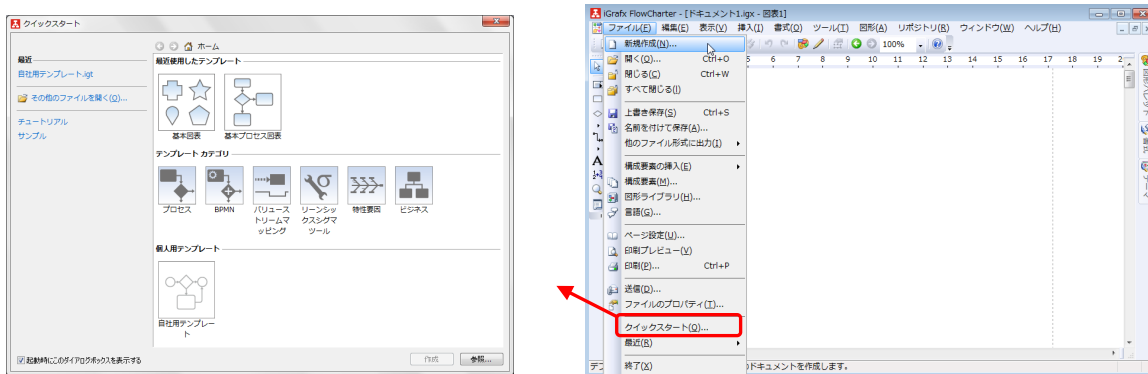 クイックスタート
ホーム
最近
自社用テンプレート.igt
その他のファイルを開く(O)...
チュートリアル
サンプル
最近使用したテンプレート
基本図表
基本プロセス図表
テンプレート カテゴリ
プロセス
BPMN
バリュース
トリームマ
ッピング
リーンシッ
クスシグマ
ツール
特性要因
ビジネス
個人用テンプレート
自社用テンプレー
ト
起動時にこのダイアログボックスを表示する
作成
参照...
iGrafx FlowCharter - [ドキュメント1.igx - 図表1]
ファイル(F) 編集(E) 表示(V) 挿入(I) 書式(O) ツール(T) 図形(A) リポジトリ(R) ウィンドウ(W) ヘルプ(H)
100%
5 6 7 8 9 10 11 12 13 14 15 16 17 18 19
新規作成(N)...
開く(O)... Ctrl+O
閉じる(C) Ctrl+W
すべて閉じる(l)
上書き保存(S) Ctrl+S
名前を付けて保存(A)...
他のファイル形式に出力(I)
構成要素の挿入(E)
構成要素(M)...
図形ライブラリ(H)...
言語(G)...
ページ設定(U)...
印刷プレビュー(V)
印刷(P)... Ctrl+P
送信(D)...
ファイルのプロパティ(T)...
クイックスタート(Q)...
最近(R)
終了(X)
ドキュメントを作成します。